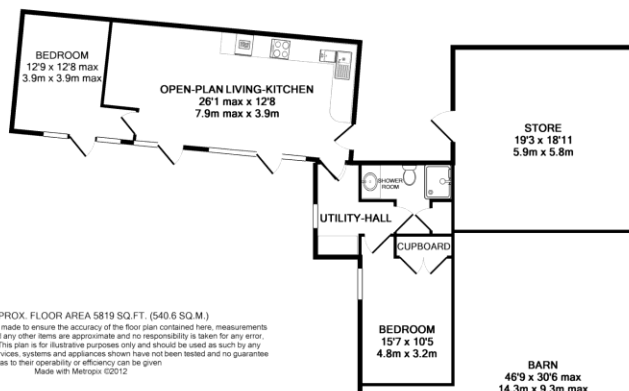 BEDROOM
12'9 x 12'8 max
3.9m x 3.9m max
OPEN-PLAN LIVING-KITCHEN
26'1 max x 12'8
7.9m max x 3.9m
STORE
19'3 x 18'11
5.9m x 5.8m
SHOWER
ROOM
UTILITY-HALL
CUPBOARD
BEDROOM
15'7 x 10'5
4.8m x 3.2m
BARN
46'9 x 30'6 max
14.3m x 9.3m max
PROX. FLOOR AREA 5819 SQ.FT. (540.6 SQ.M.)
made to ensure the accuracy of the floor plan contained here, measurements
any other items are approximate and no responsibility is taken for any error,
This plan is for illustrative purposes only and should be used as such by any
vices, systems and appliances shown have not been tested and no guarantee
as to their operability or efficiency can be given
Made with Metropix ©2012